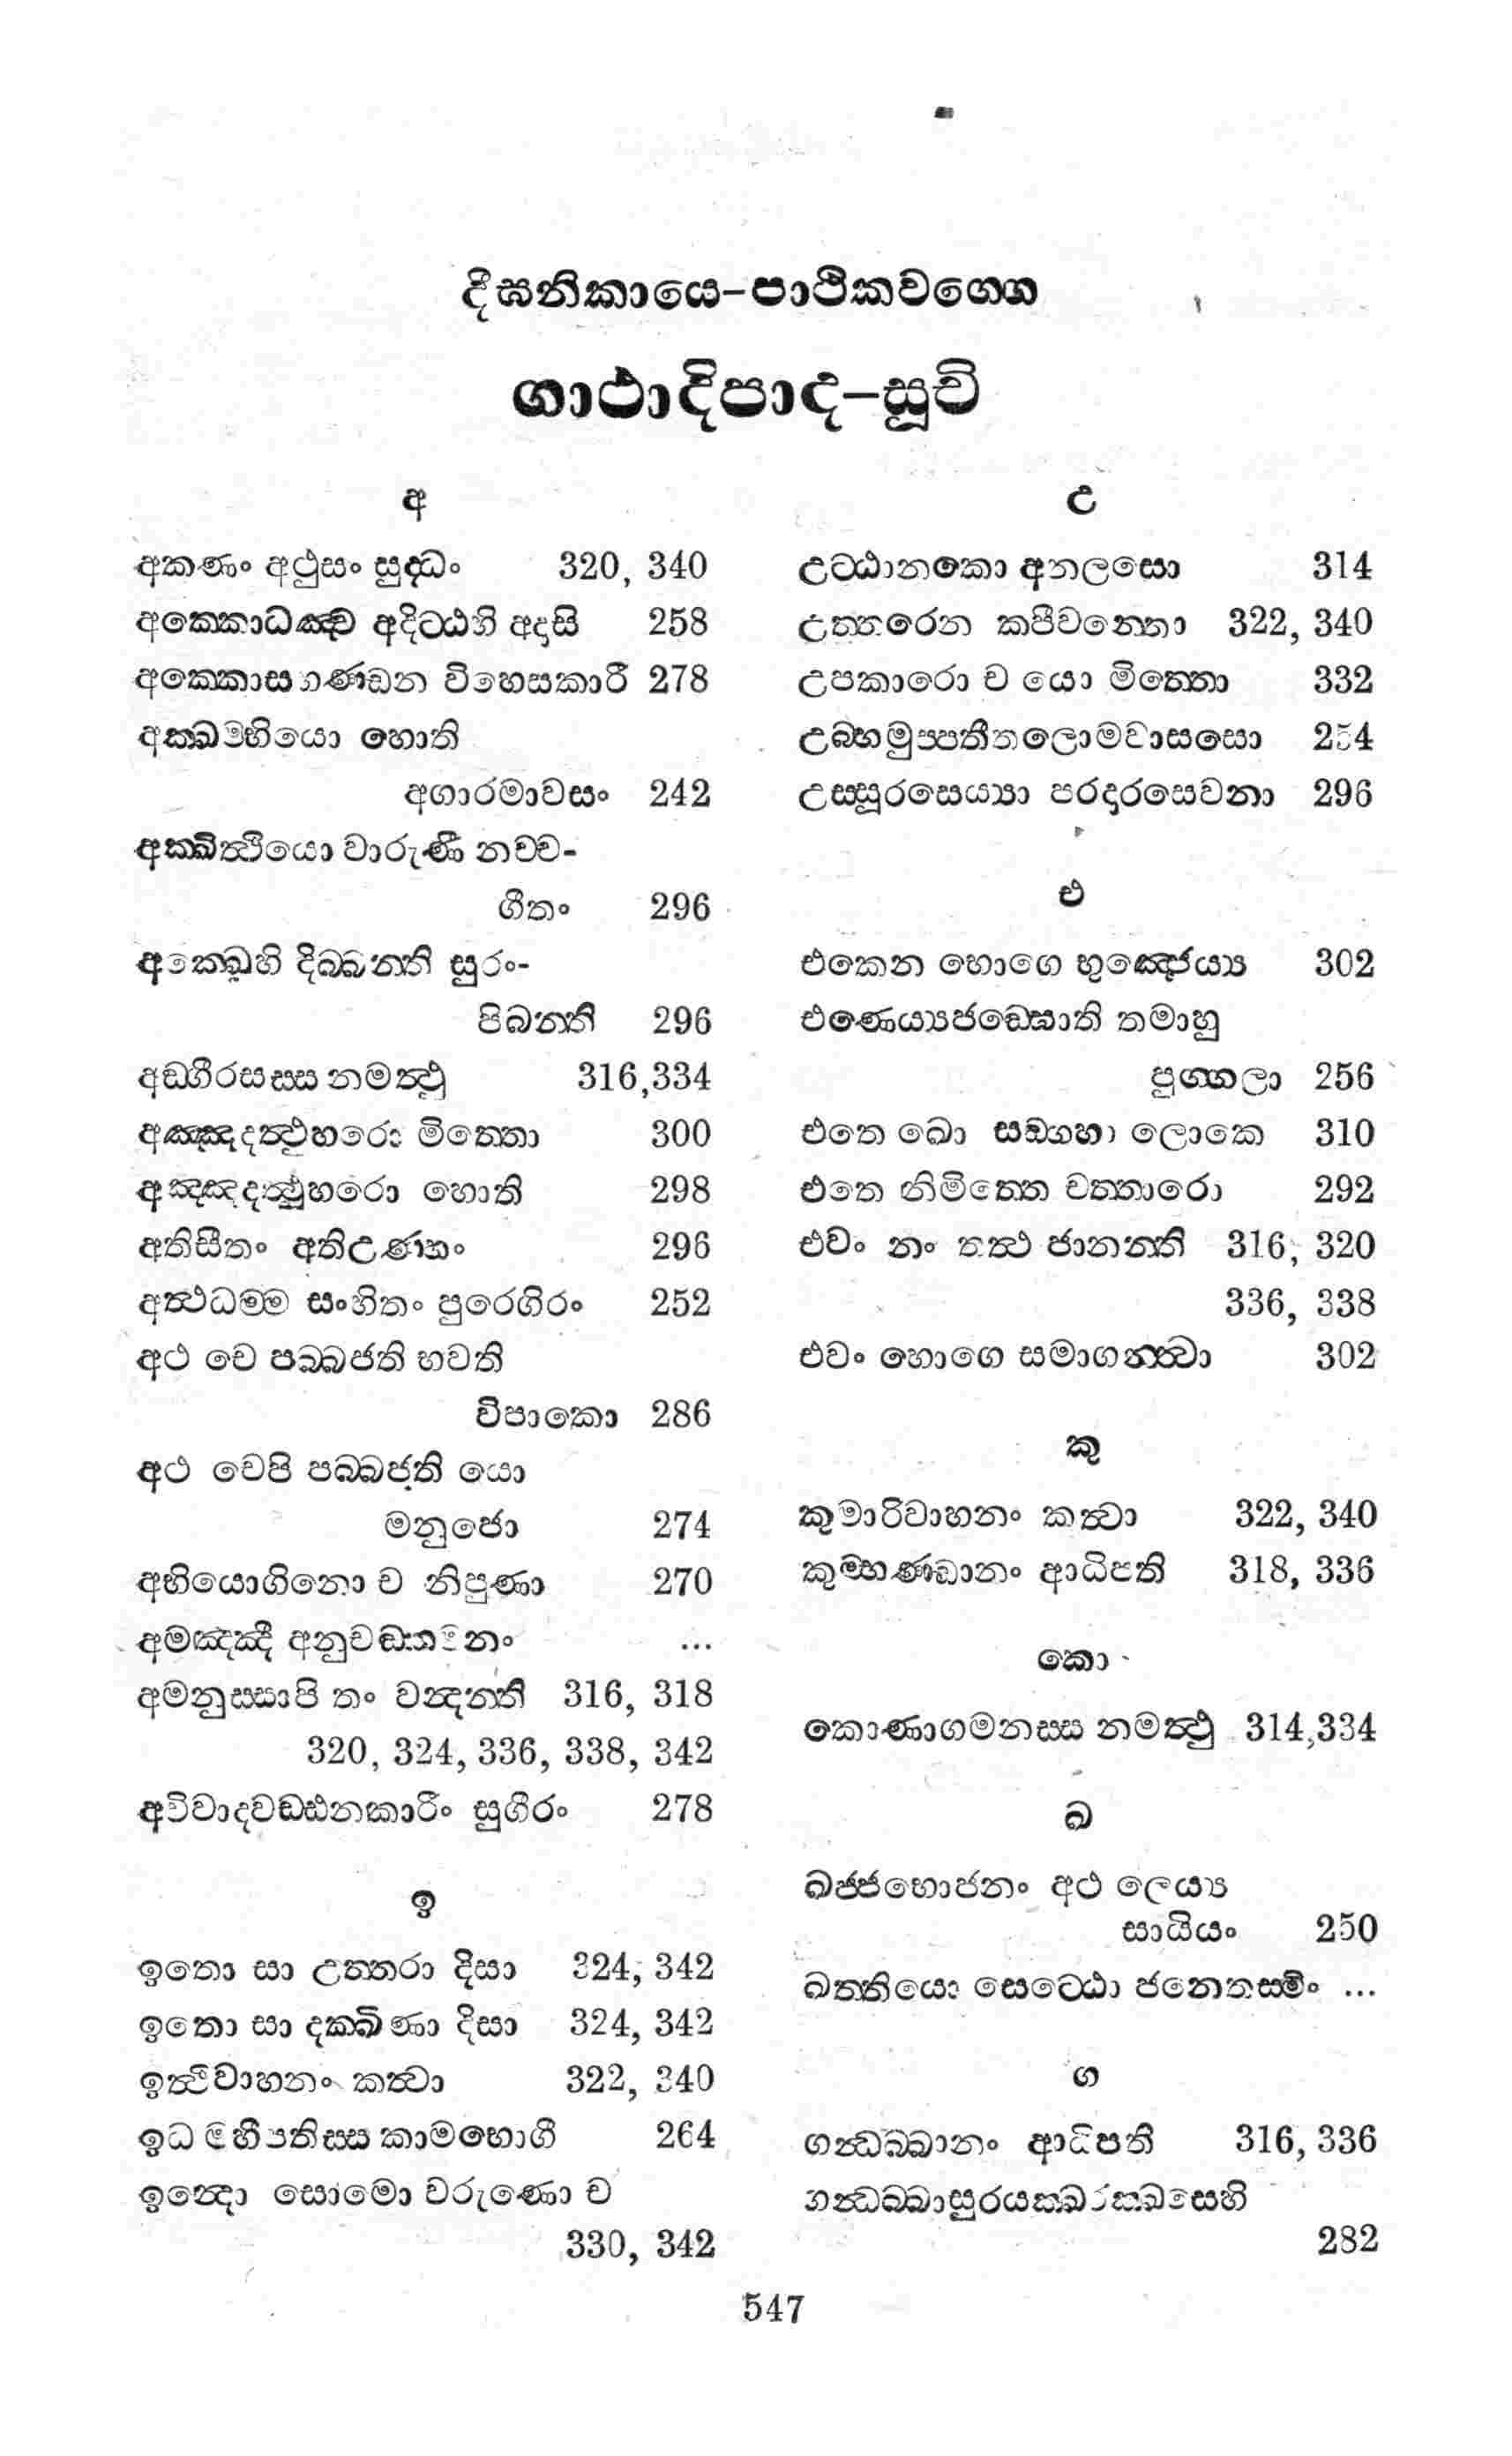 දීඝනිකායෙ-පාථිකවග්ගෙ
ගාථාදිපාද-සූචි
අ
අකණං අථුසං සුද්ධං 320, 340
අක්කොධඤ්ච අදිට්ඨහි අදාසි 258
අක්කොසභණ්ඩන විහෙසකාරී 278
අක්ඛම්භියො හොති
අගාරමාවසං 242
අක්ඛිත්ථියො වාරුණී නච්ච-
ගීතං 296
අක්ඛෙහි දිබ්බන්ති සුරං-
පිබන්ති 296
අඞ්ගීරසස්ස නමත්ථු 316,334
අඤ්ඤදත්ථුහරො මිත්තො 300
අඤ්ඤදත්ථුහරො හොති 298
අතිසීතං අතිඋණ්හං 296
අත්ථධම්ම සංහිතං පුරෙගිරං 252
අථ චෙ පබ්බජති භවති
විපාකො 286
අථ චෙපි පබ්බජති යො
මනුජො 274
අභියොගිනො ච නිපුණා 270
අමඤ්ඤී අනුචඞ්කමනං ...
අමනුස්සාපි තං වන්දන්ති 316, 318
320, 324, 336, 338, 342
අවිවාදවඩ්ඪනකාරීං සුගීරං 278
ඉ
ඉතො සා උත්තරා දිසා 324, 342
ඉතො සා දක්ඛිණා දිසා 324, 342
ඉත්ථිවාහනං කත්වා 322, 340
ඉධ මහීපතිස්ස කාමභොගී 264
ඉන්දො සොමො වරුණො ච
330, 342
උ
උට්ඨානකො අනලසො 314
උත්තරෙන කපීවන්තො 322, 340
උපකාරො ච යො මිත්තො 332
උබ්භමුප්පතීතලොමවාසසො 254
උස්සූරසෙය්‍යා පරදාරසෙවනා 296
එ
එකෙන භොගෙ භුඤ්ජෙය්‍ය 302
එණෙය්‍යජඞ්ඝොති තමාහු
පුග්ගලා 256
එතෙ ඛො සඞ්ගහා ලොකෙ 310
එතෙ නිමිත්තෙ චත්තාරො 292
එවං නං තත්ථ ජානන්ති 316, 320
336, 338
එවං භොගෙ සමාගන්ත්වා 302
කු
කුමාරිවාහනං කත්වා 322, 340
කුම්භණ්ඩානං ආධිපති 318, 336
කො
කොණාගමනස්ස නමත්ථු 314,334
ඛ
ඛජ්ජභොජනං අථ ලෙය්‍ය
සායියං 250
ඛත්තියො සෙට්ඨො ජනෙතස්මිං ...
ග
ගන්ධබ්බානං ආධිපති 316, 336
ගන්ධබ්බාසුරයක්ඛරක්ඛසෙහි
282
547